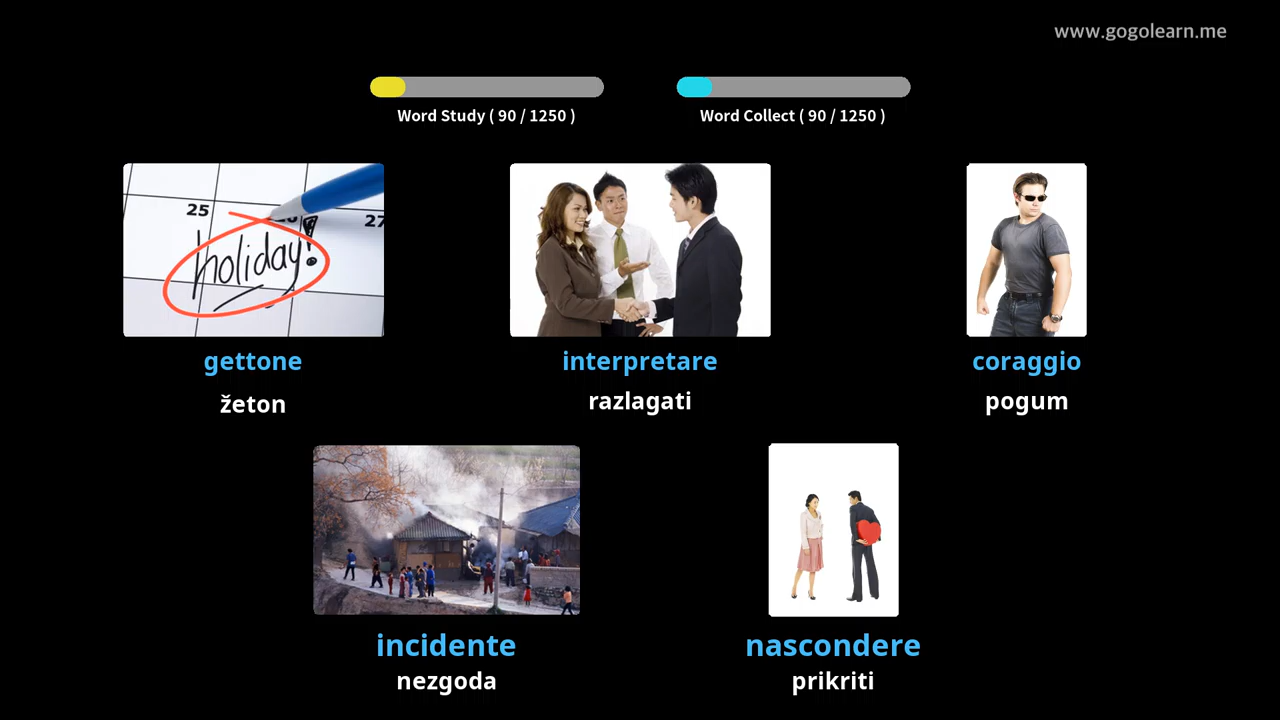 www.gogolearn.me
Word Study ( 90 / 1250 )
Word Collect ( 90 / 1250 )
25
27
holiday!
gettone
interpretare
coraggio
žeton
razlagati
pogum
incidente
nascondere
nezgoda
prikriti